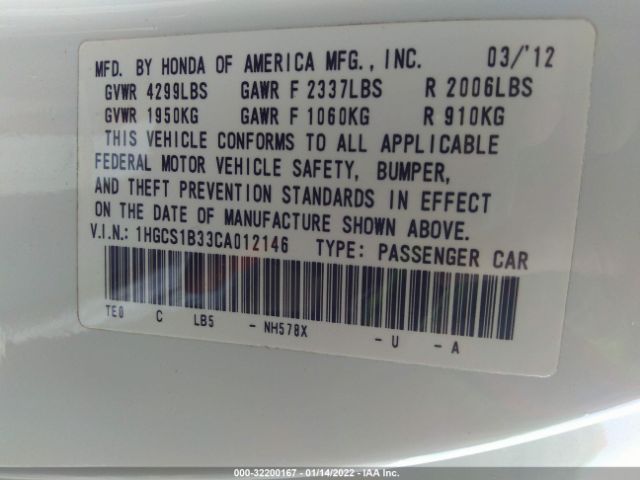 MFD. BY HONDA OF AMERICA MFG., INC. 03/'12
GVWR 4299LBS GAWR F 2337LBS R 2006LBS
GVWR 1950KG GAWR F 1060KG R 910KG
THIS VEHICLE CONFORMS TO ALL APPLICABLE
FEDERAL MOTOR VEHICLE SAFETY, BUMPER,
AND THEFT PREVENTION STANDARDS IN EFFECT
ON THE DATE OF MANUFACTURE SHOWN ABOVE.
V.I.N.: 1HGCS1B33CA012146 TYPE: PASSENGER CAR
TE0 C LB5 - NH578X - U - A
000-32200167 - 01/14/2022 - IAA Inc.